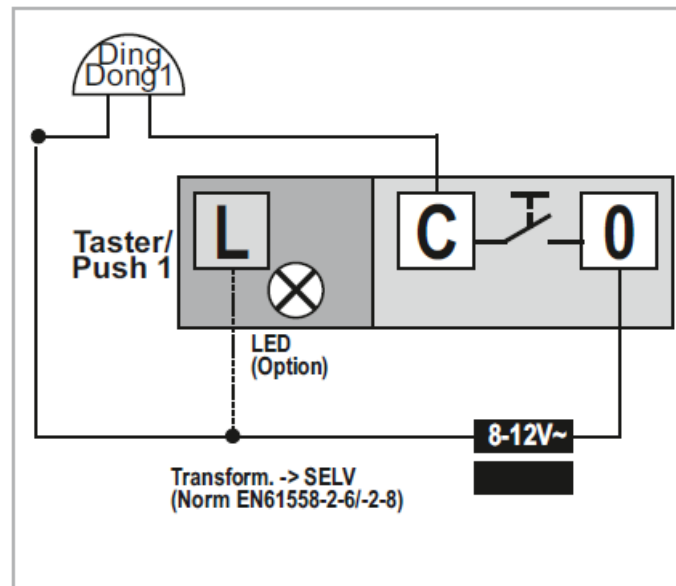 Ding
Dong1
Taster/
Push 1
L
C
0
LED
(Option)
8-12V~
Transform. -> SELV
(Norm EN61558-2-6/-2-8)